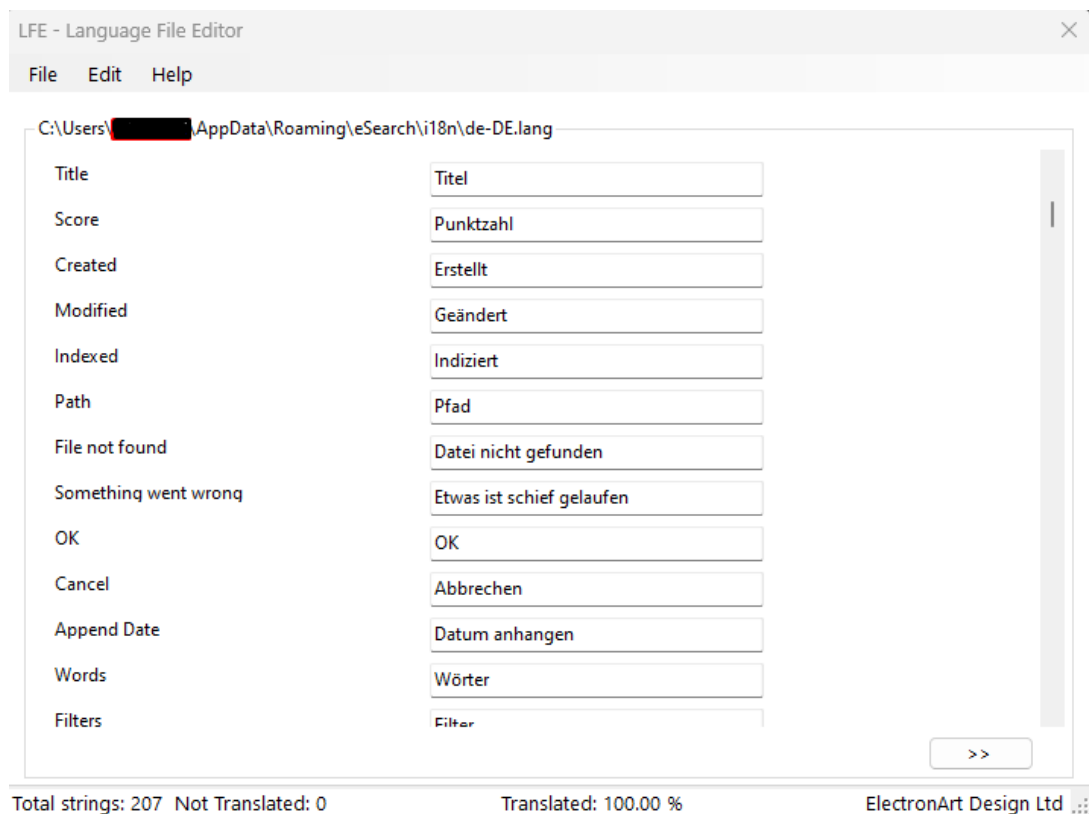 LFE - Language File Editor
File Edit Help
C:\Users\ \AppData\Roaming\eSearch\i18n\de-DE.lang
Title Titel
Score Punktzahl
Created Erstellt
Modified Geändert
Indexed Indiziert
Path Pfad
File not found Datei nicht gefunden
Something went wrong Etwas ist schief gelaufen
OK OK
Cancel Abbrechen
Append Date Datum anhangen
Words Wörter
Filters Filter
>>
Total strings: 207 Not Translated: 0 Translated: 100.00 % ElectronArt Design Ltd